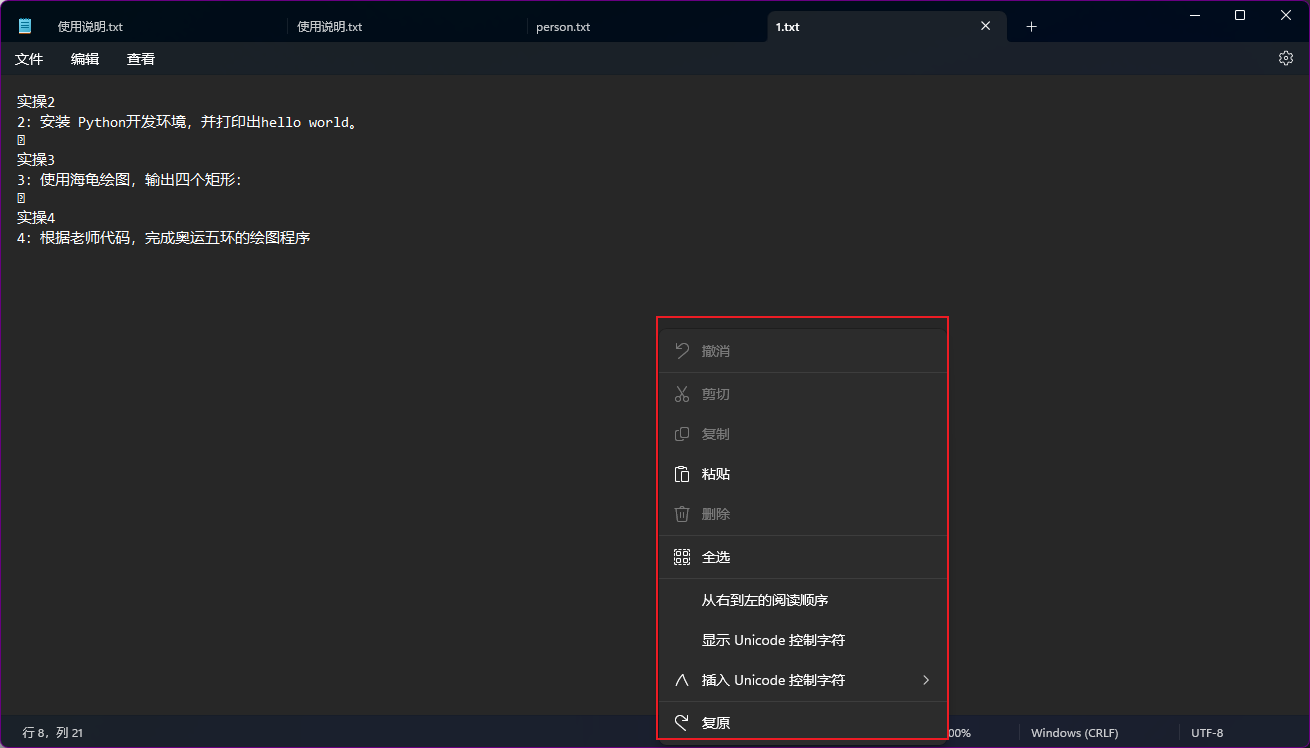 使用说明.txt
使用说明.txt
person.txt
1.txt
文件 编辑 查看
实操2
2：安装 Python开发环境，并打印出hello world。
实操3
3：使用海龟绘图，输出四个矩形：
实操4
4：根据老师代码，完成奥运五环的绘图程序
撤消
剪切
复制
粘贴
删除
全选
从右到左的阅读顺序
显示 Unicode 控制字符
插入 Unicode 控制字符
复原
行 8，列 21
00%
Windows (CRLF)
UTF-8